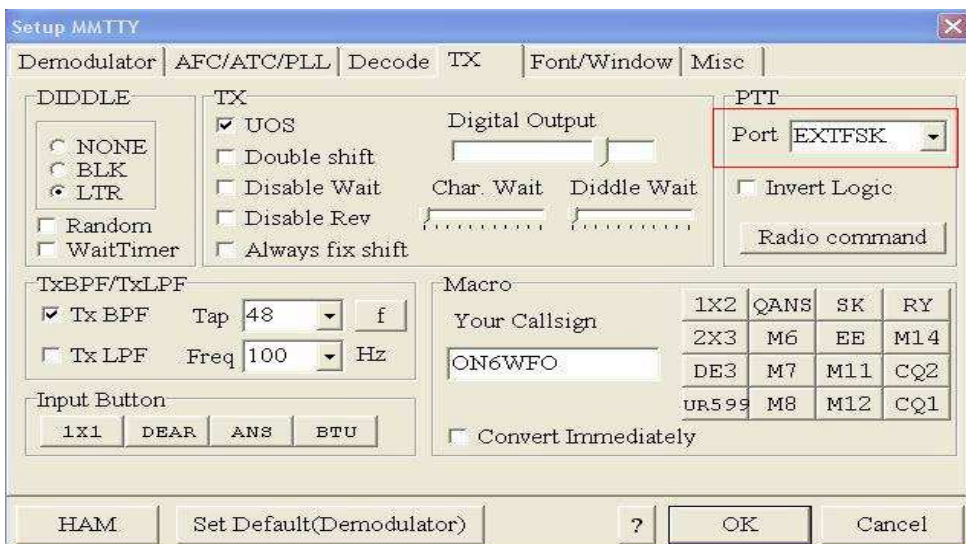 Setup MMTTY
Demodulator AFC/ATC/PLL Decode TX Font/Window Misc
DIDDLE
NONE
BLK
LTR
Random
WaitTimer
TX
UOS
Double shift
Disable Wait
Disable Rev
Always fix shift
Digital Output
Char. Wait Diddle Wait
PTT
Port EXTFSK
Invert Logic
Radio command
TxBPF/TxLPF
Tx BPF Tap 48 f
Tx LPF Freq 100 Hz
Input Button
1X1 DEAR ANS BTU
Macro
Your Callsign
ON6WFO
1X2 QANS SK RY
2X3 M6 EE M14
DE3 M7 M11 CQ2
UR599 M8 M12 CQ1
Convert Immediately
HAM Set Default(Demodulator) ? OK Cancel